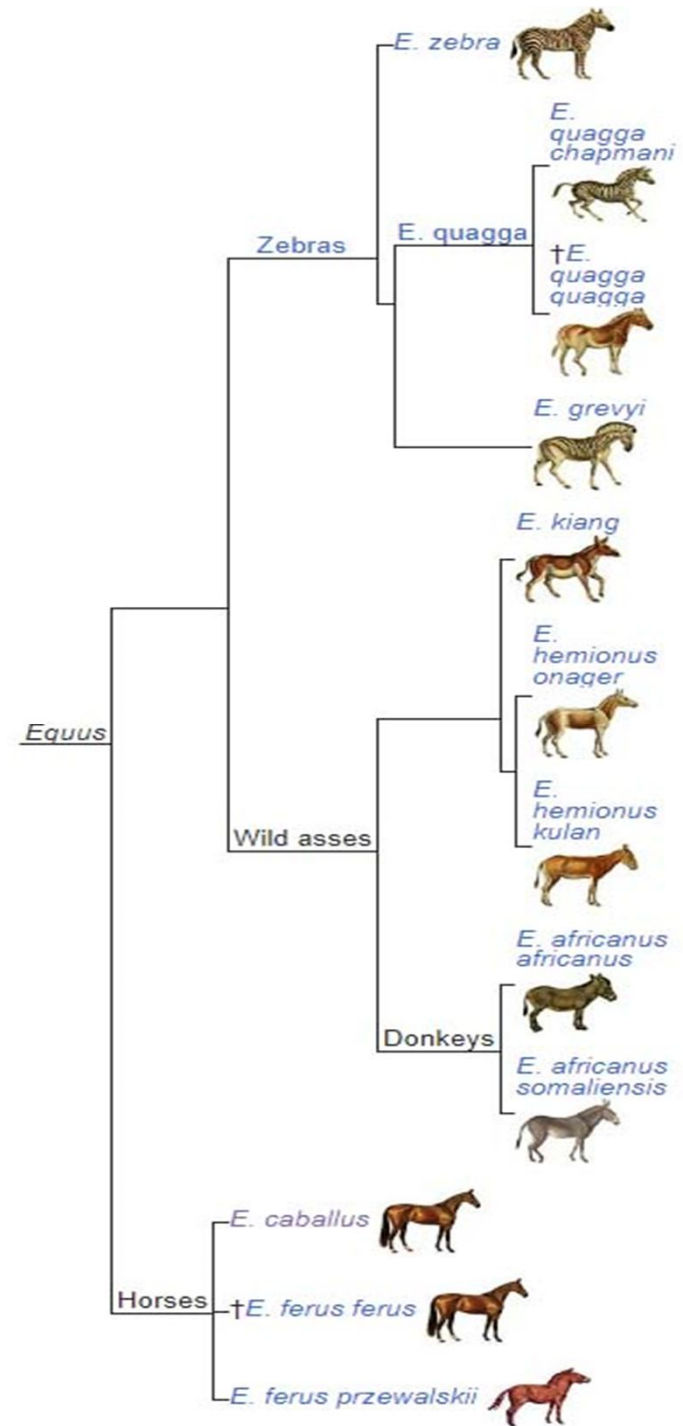 E. zebra
E.
quagga
chapmani
E. quagga
Zebras
†E.
quagga
quagga
E. grevyi
E. kiang
E.
hemionus
onager
Equus
E.
hemionus
kulan
Wild asses
E. africanus
africanus
Donkeys
E. africanus
somaliensis
E. caballus
Horses
†E. ferus ferus
E. ferus przewalskii